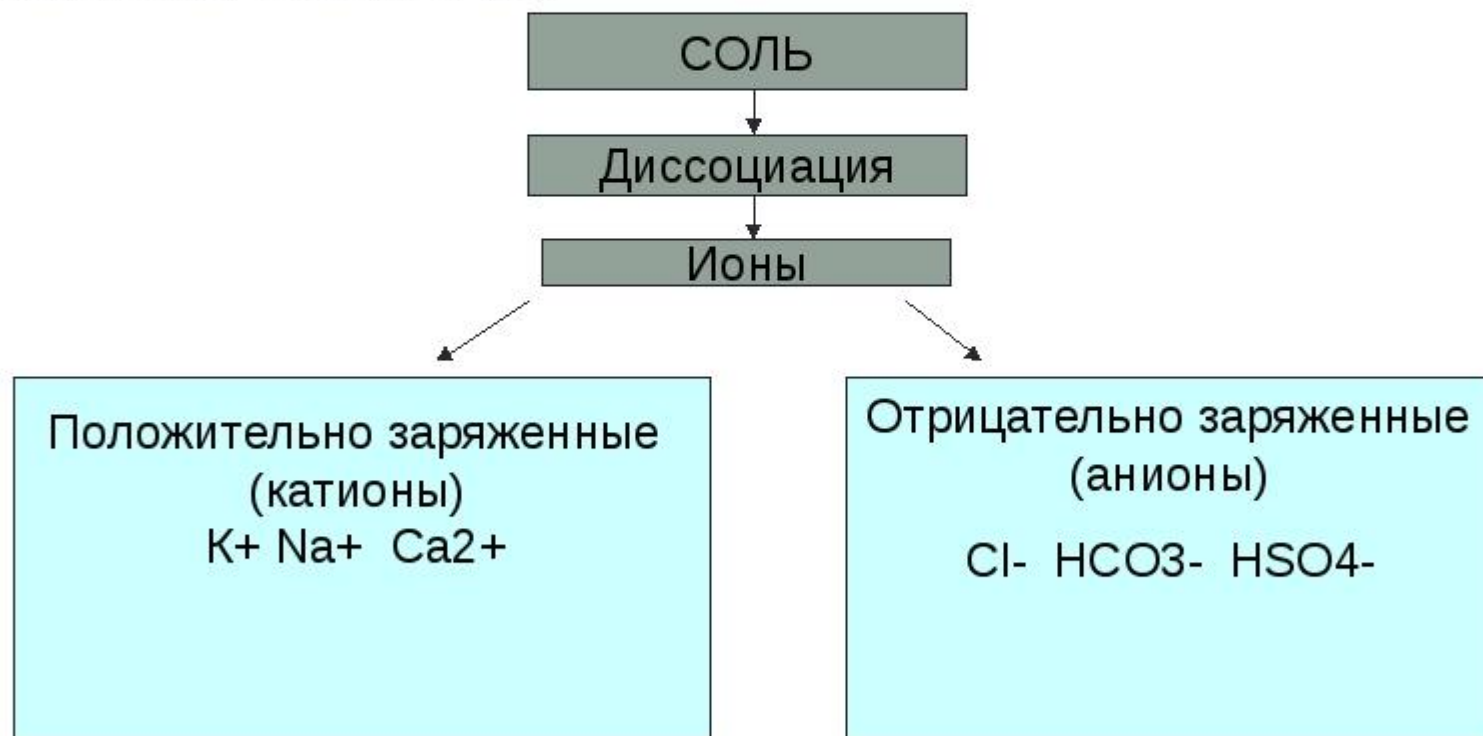 СОЛЬ
Диссоциация
Ионы
Положительно заряженные
(катионы)
К+ Na+ Ca2+
Отрицательно заряженные
(анионы)
Cl- HCO3- HSO4-